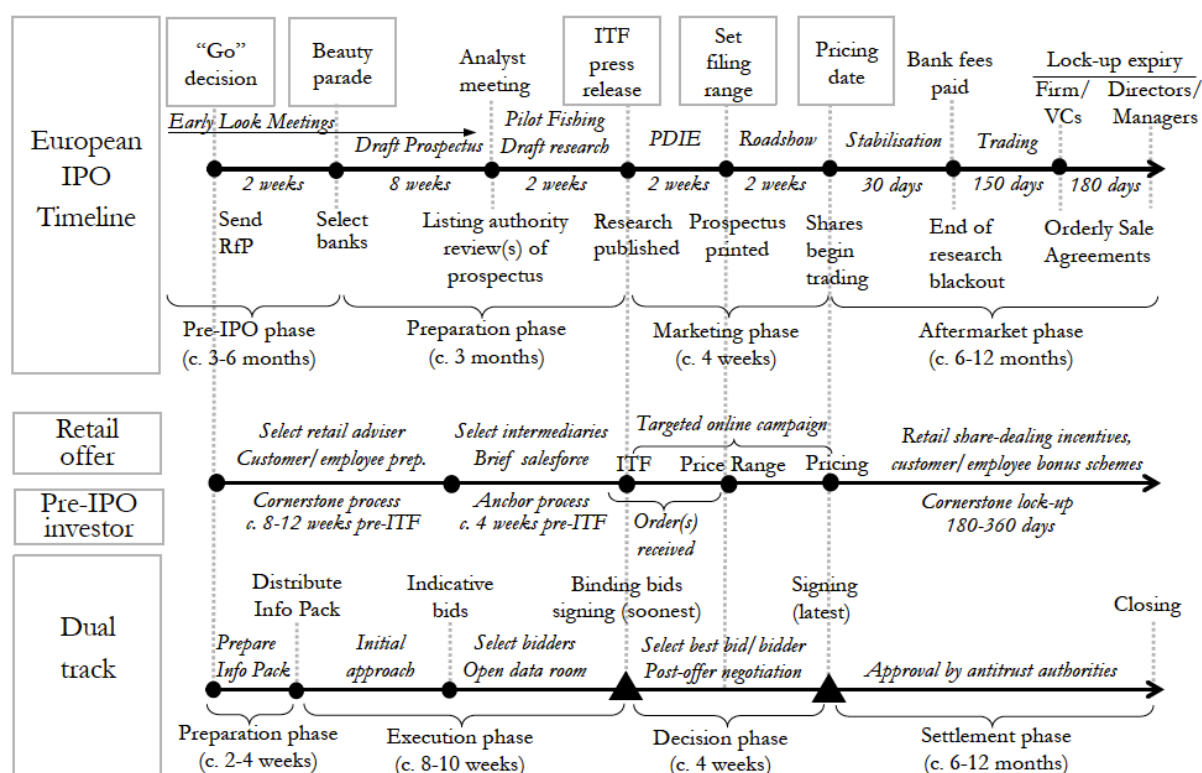 European
IPO
Timeline
“Go”
decision
Beauty
parade
Analyst
meeting
ITF
press
release
Set
filing
range
Pricing
date
Bank fees
paid
Lock-up expiry
Firm/
VCs
Directors/
Managers
Early Look Meetings
Draft Prospectus
Pilot Fishing
Draft research
PDIE
Roadshow
Stabilisation
Trading
2 weeks
8 weeks
2 weeks
2 weeks
2 weeks
30 days
150 days
180 days
Send
RfP
Select
banks
Listing authority
review(s) of
prospectus
Research
published
Prospectus
printed
Shares
begin
trading
End of
research
blackout
Orderly Sale
Agreements
Pre-IPO phase
(c. 3-6 months)
Preparation phase
(c. 3 months)
Marketing phase
(c. 4 weeks)
Aftermarket phase
(c. 6-12 months)
Retail
offer
Select retail adviser
Customer/employee prep.
Select intermediaries
Brief salesforce
Targeted online campaign
ITF
Price Range
Pricing
Retail share-dealing incentives,
customer/employee bonus schemes
Pre-IPO
investor
Cornerstone process
c. 8-12 weeks pre-ITF
Anchor process
c. 4 weeks pre-ITF
Order(s)
received
Cornerstone lock-up
180-360 days
Dual
track
Distribute
Info Pack
Indicative
bids
Binding bids
signing (soonest)
Signing
(latest)
Closing
Prepare
Info Pack
Initial
approach
Select bidders
Open data room
Select best bid/bidder
Post-offer negotiation
Approval by antitrust authorities
Preparation phase
(c. 2-4 weeks)
Execution phase
(c. 8-10 weeks)
Decision phase
(c. 4 weeks)
Settlement phase
(c. 6-12 months)